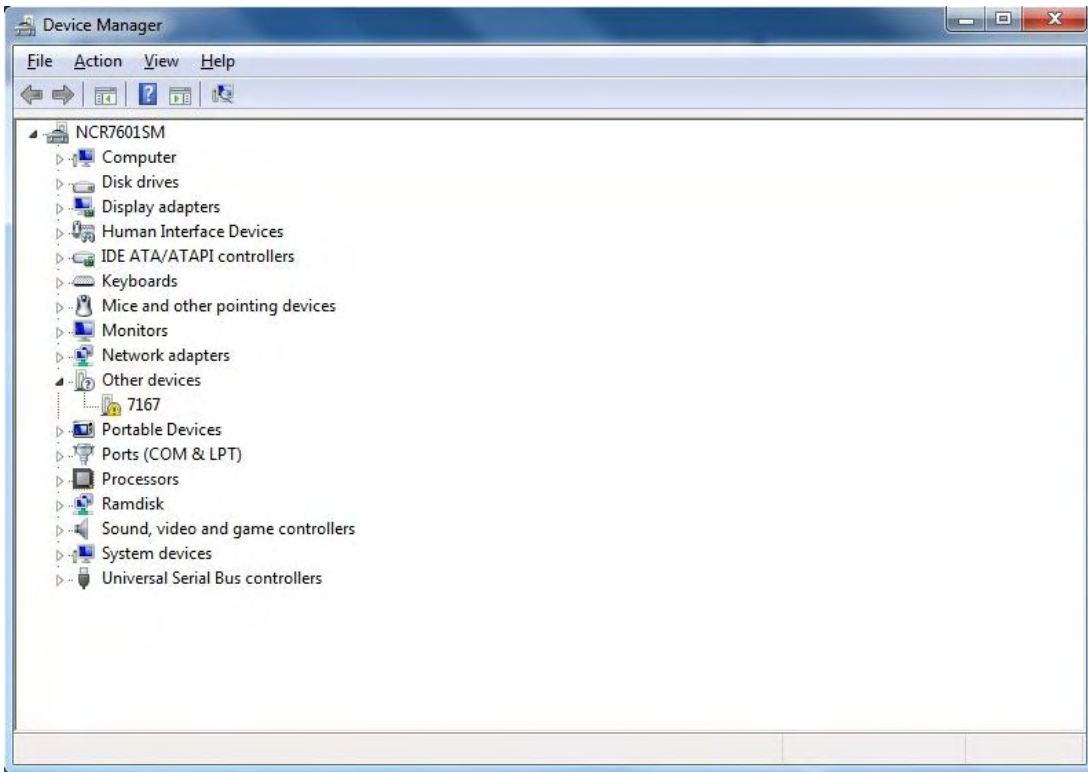 Device Manager
File Action View Help
NCR7601SM
Computer
Disk drives
Display adapters
Human Interface Devices
IDE ATA/ATAPI controllers
Keyboards
Mice and other pointing devices
Monitors
Network adapters
Other devices
7167
Portable Devices
Ports (COM & LPT)
Processors
Ramdisk
Sound, video and game controllers
System devices
Universal Serial Bus controllers